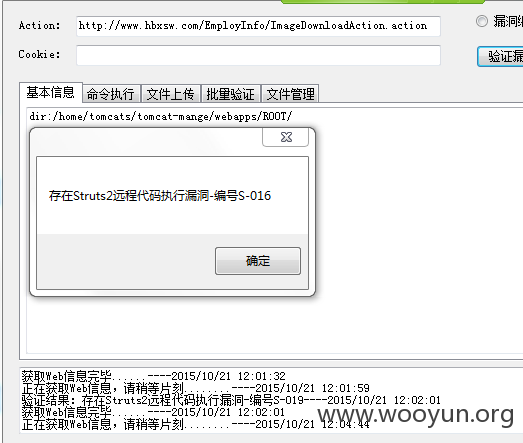 Action: http://www.hbxsw.com/EmployInfo/ImageDownloadAction.action
漏洞编
Cookie:
验证漏
基本信息 命令执行 文件上传 批量验证 文件管理
dir:/home/tomcats/tomcat-mange/webapps/ROOT/
存在Struts2远程代码执行漏洞-编号S-016
确定
获取Web信息完毕......----2015/10/21 12:01:32
正在获取Web信息，请稍等片刻........----2015/10/21 12:01:59
验证结果：存在Struts2远程代码执行漏洞-编号S-019----2015/10/21 12:02:01
获取Web信息完毕......----2015/10/21 12:02:01
正在获取Web信息，请稍等片刻........----2015/10/21 12:04:44
www.wooyun.org